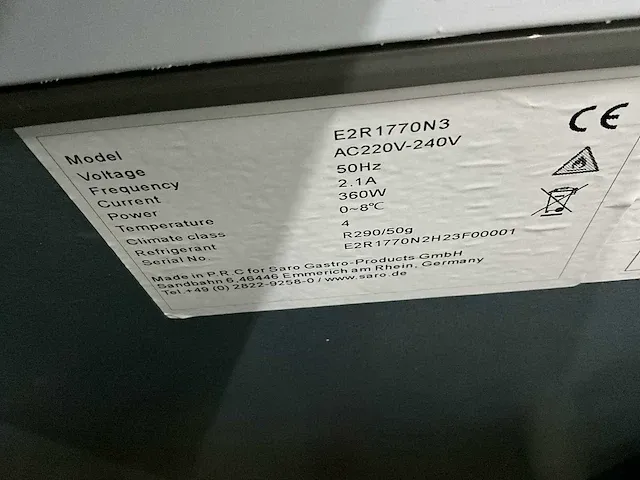 Model E2R1770N3
Voltage AC220V-240V
Frequency 50Hz
Current 2.1A
Power 360W
Temperature 0~8℃
Climate class 4
Refrigerant R290/50g
Serial No. E2R1770N2H23F00001
Made in P.R.C for Saro Gastro-Products GmbH
Sandbahn 6,46446 Emmerich am Rhein, Germany
Tel.+49 (0) 2822-9258-0 / www.saro.de
CE